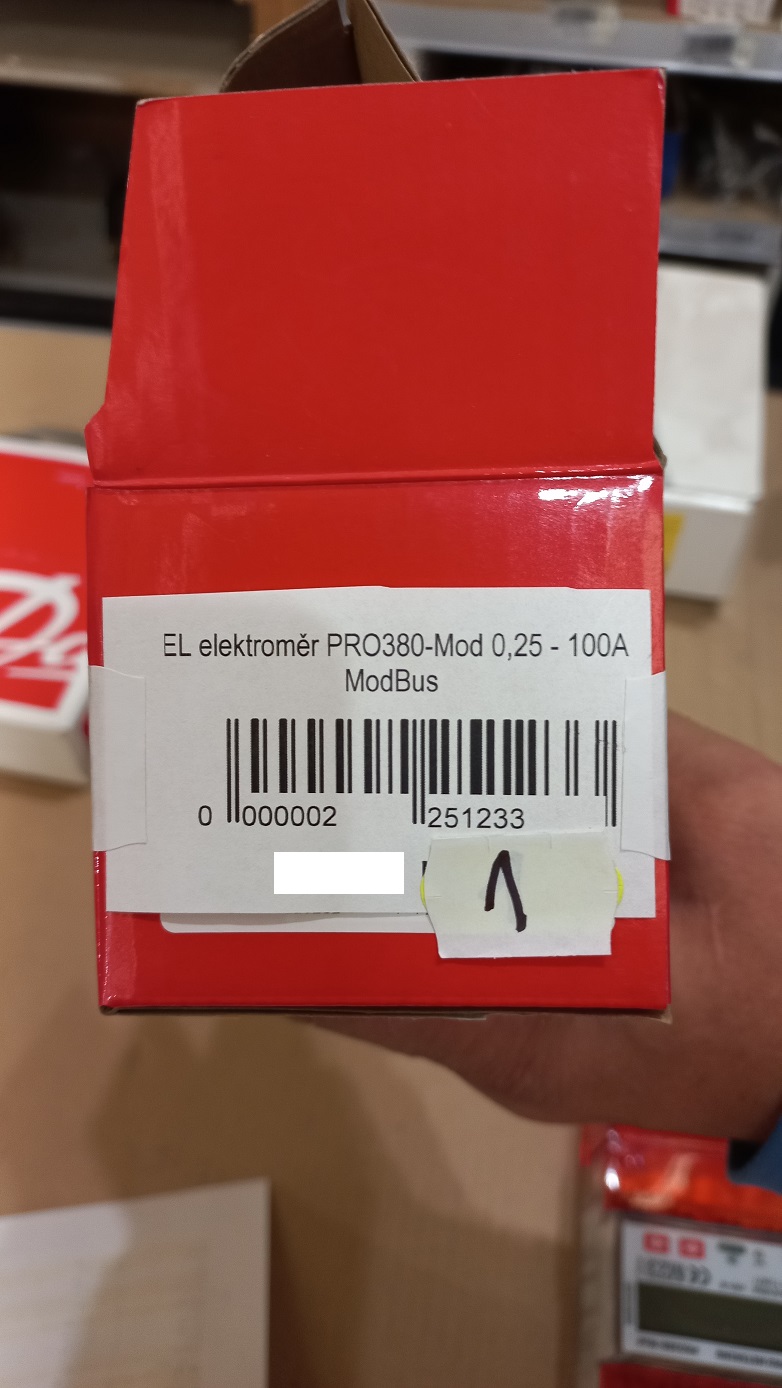 EL elektroměr PRO380-Mod 0,25 - 100A
ModBus
0 000002 251233
1